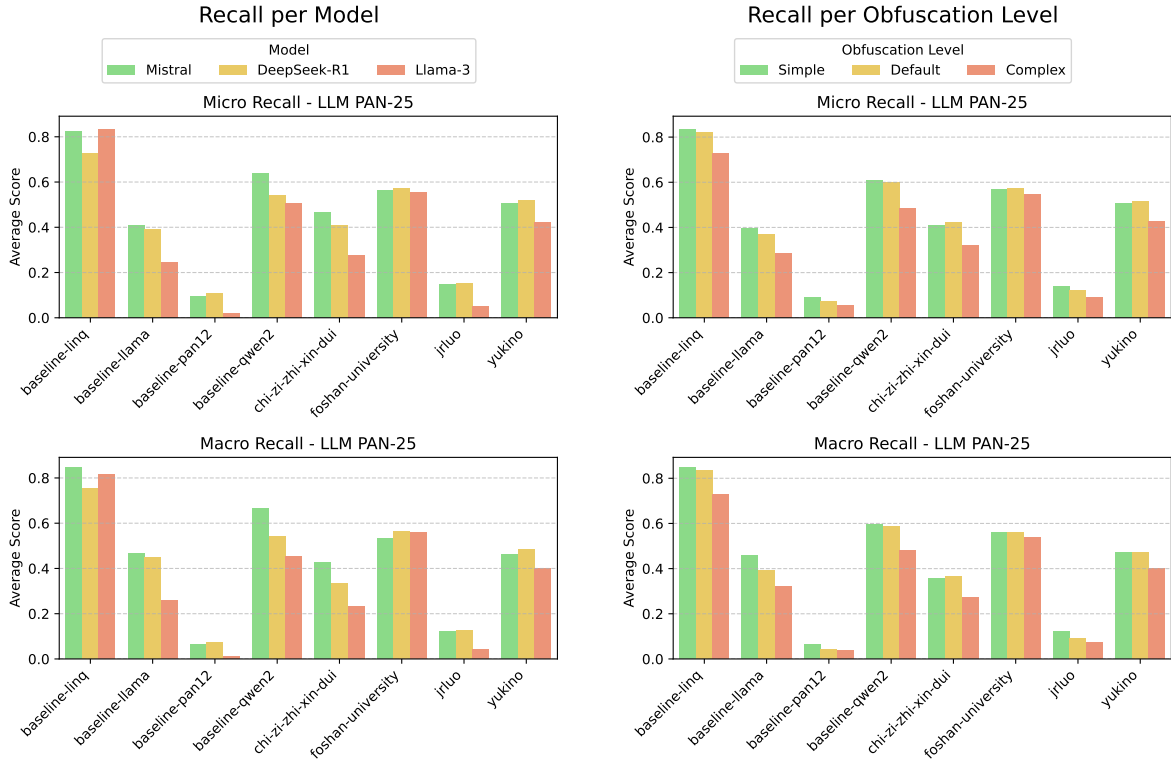 Recall per Model
Model
Mistral DeepSeek-R1 Llama-3
Micro Recall - LLM PAN-25
Average Score
0.8
0.6
0.4
0.2
0.0
baseline-linq
baseline-llama
baseline-pan12
baseline-qwen2
chi-zi-zhi-xin-dui
foshan-university
jrluo
yukino
Macro Recall - LLM PAN-25
Average Score
0.8
0.6
0.4
0.2
0.0
baseline-linq
baseline-llama
baseline-pan12
baseline-qwen2
chi-zi-zhi-xin-dui
foshan-university
jrluo
yukino
Recall per Obfuscation Level
Obfuscation Level
Simple Default Complex
Micro Recall - LLM PAN-25
Average Score
0.8
0.6
0.4
0.2
0.0
baseline-linq
baseline-llama
baseline-pan12
baseline-qwen2
chi-zi-zhi-xin-dui
foshan-university
jrluo
yukino
Macro Recall - LLM PAN-25
Average Score
0.8
0.6
0.4
0.2
0.0
baseline-linq
baseline-llama
baseline-pan12
baseline-qwen2
chi-zi-zhi-xin-dui
foshan-university
jrluo
yukino